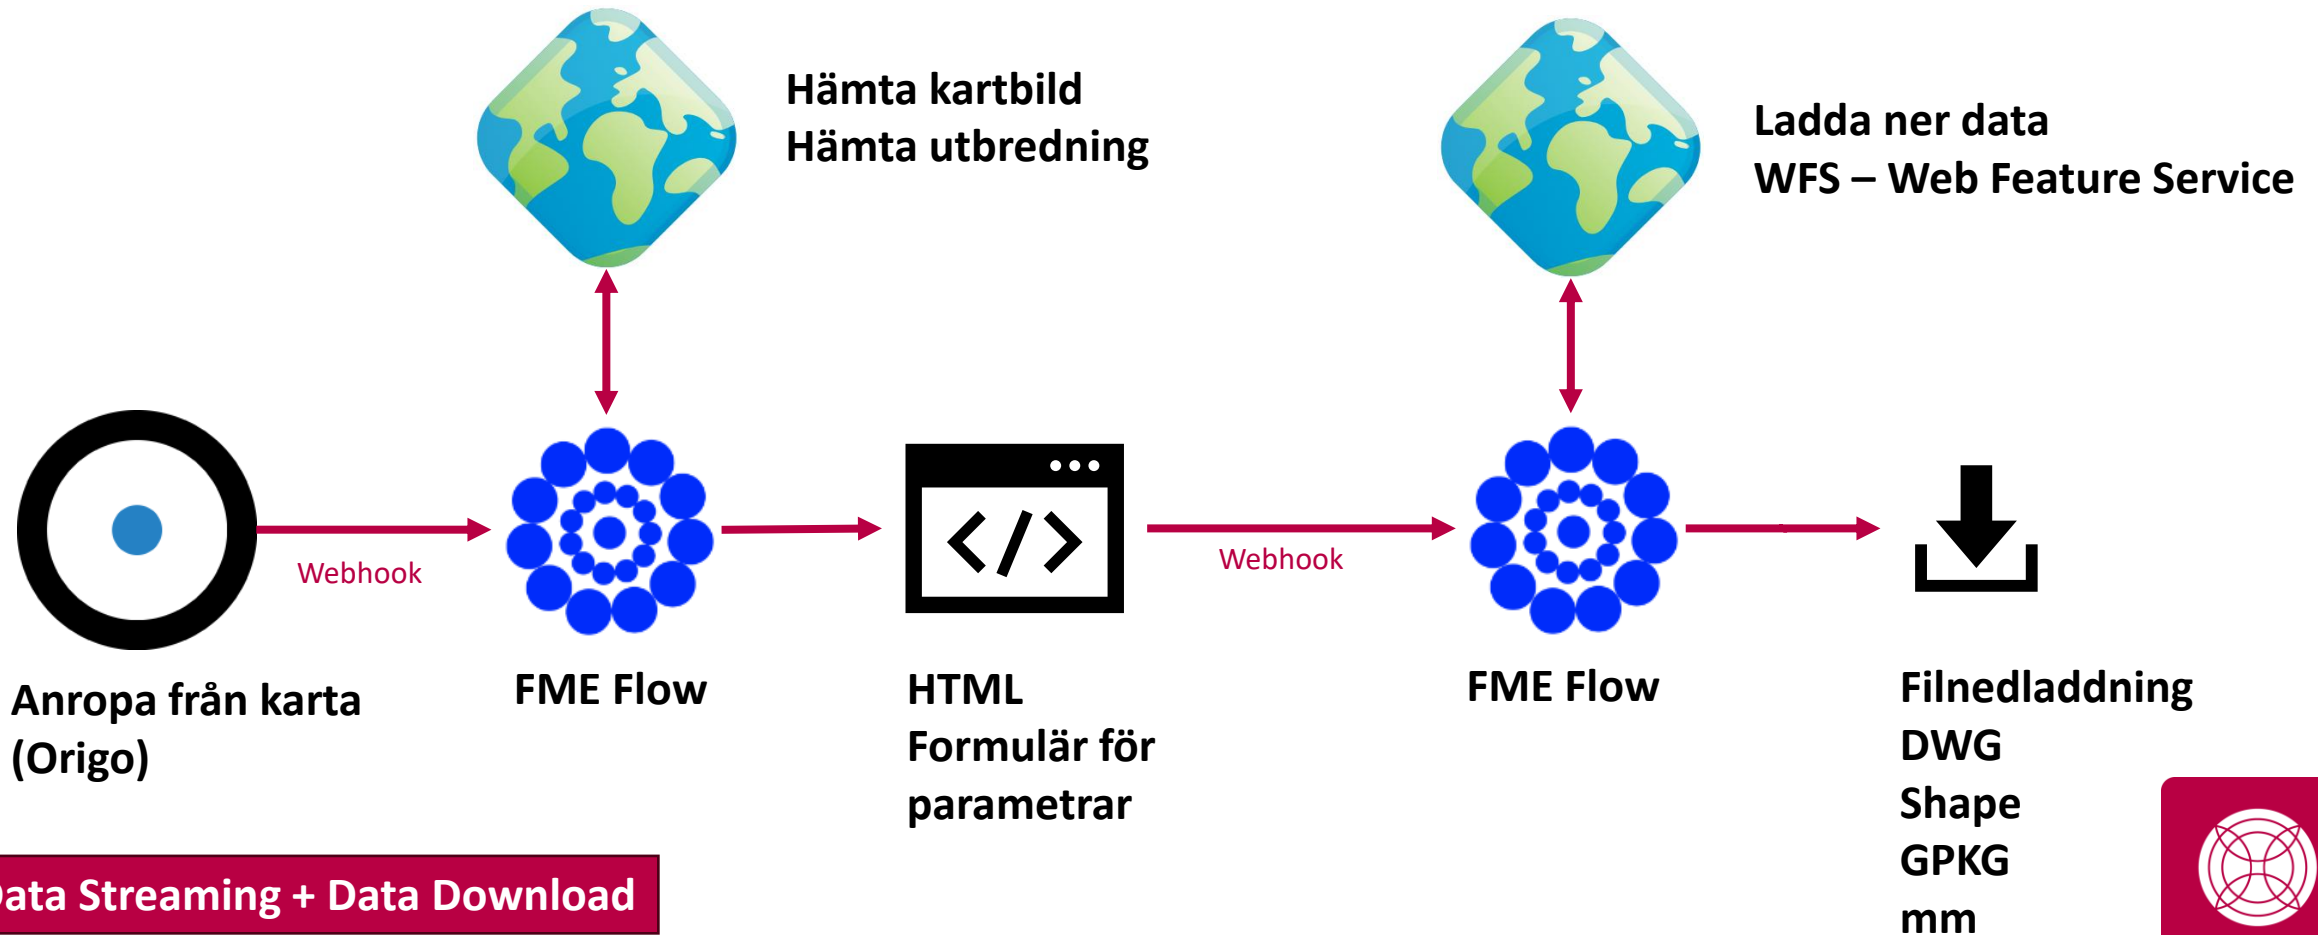 Hämta kartbild
Hämta utbredning
Ladda ner data
WFS – Web Feature Service
Webhook
Webhook
</>
Anropa från karta
(Origo)
FME Flow
HTML
Formulär för
parametrar
FME Flow
Filnedladdning
DWG
Shape
GPKG
mm
Data Streaming + Data Download